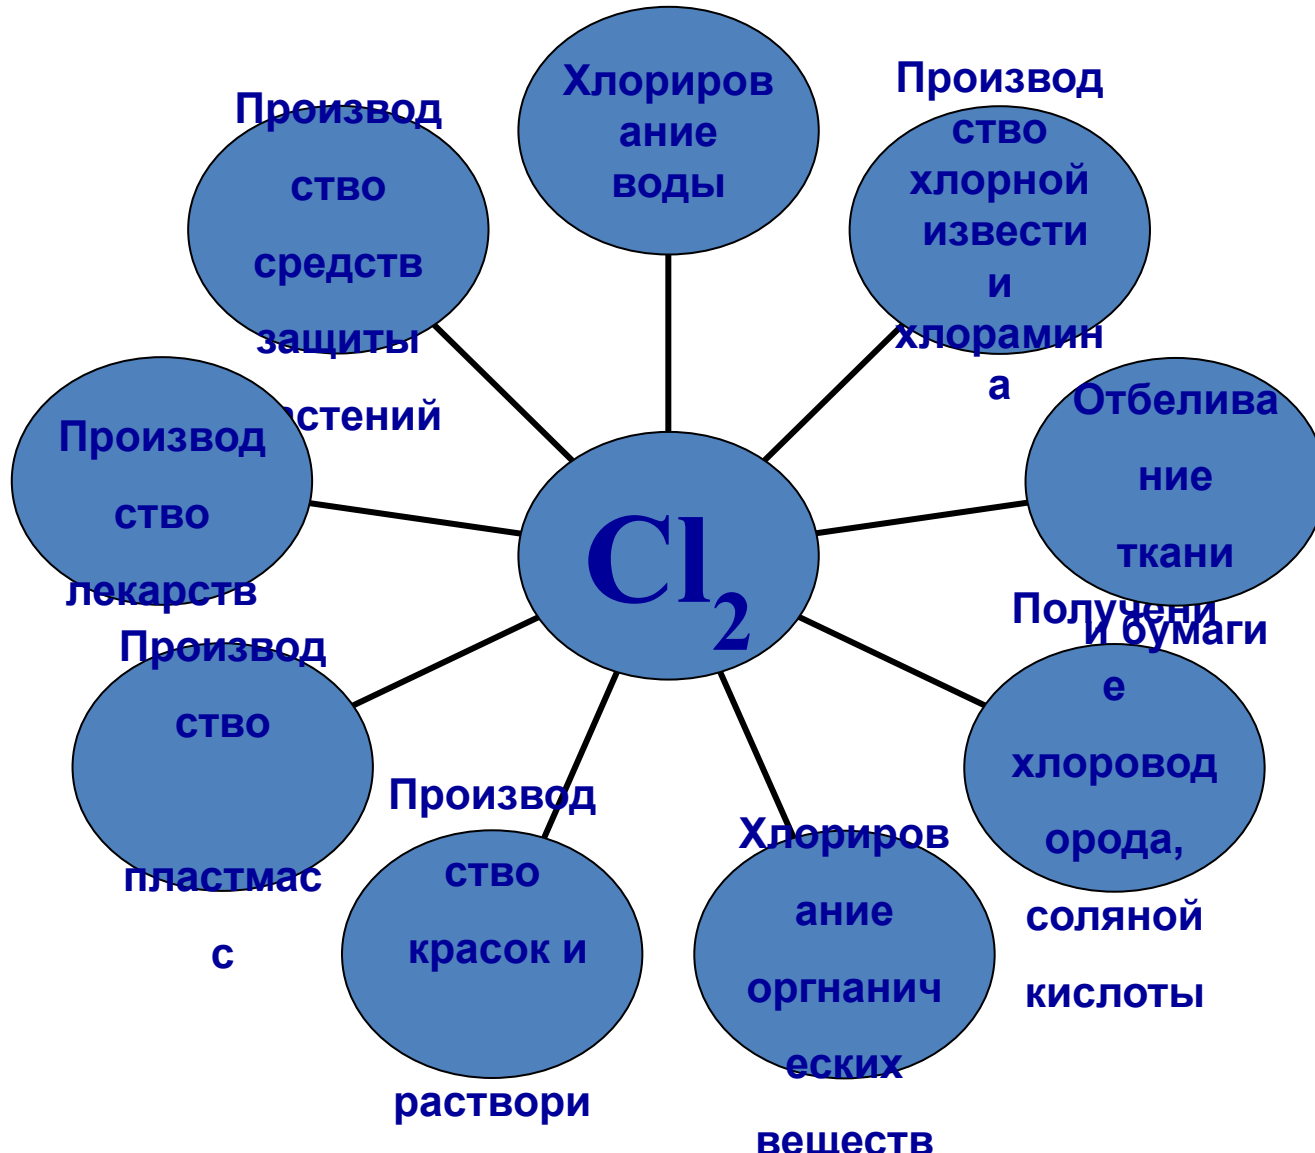 Хлориров
ание
воды
Производ
ство
хлорной
извести
и
хлорамин
а
Отбелива
ние
ткани
и бумаги
Получени
е
хлоровод
орода,
соляной
кислоты
Хлориров
ание
оргнанич
еских
веществ
Производ
ство
красок и
раствори
Производ
ство
пластмас
с
Производ
ство
лекарств
Производ
ство
средств
защиты
астений
Cl₂